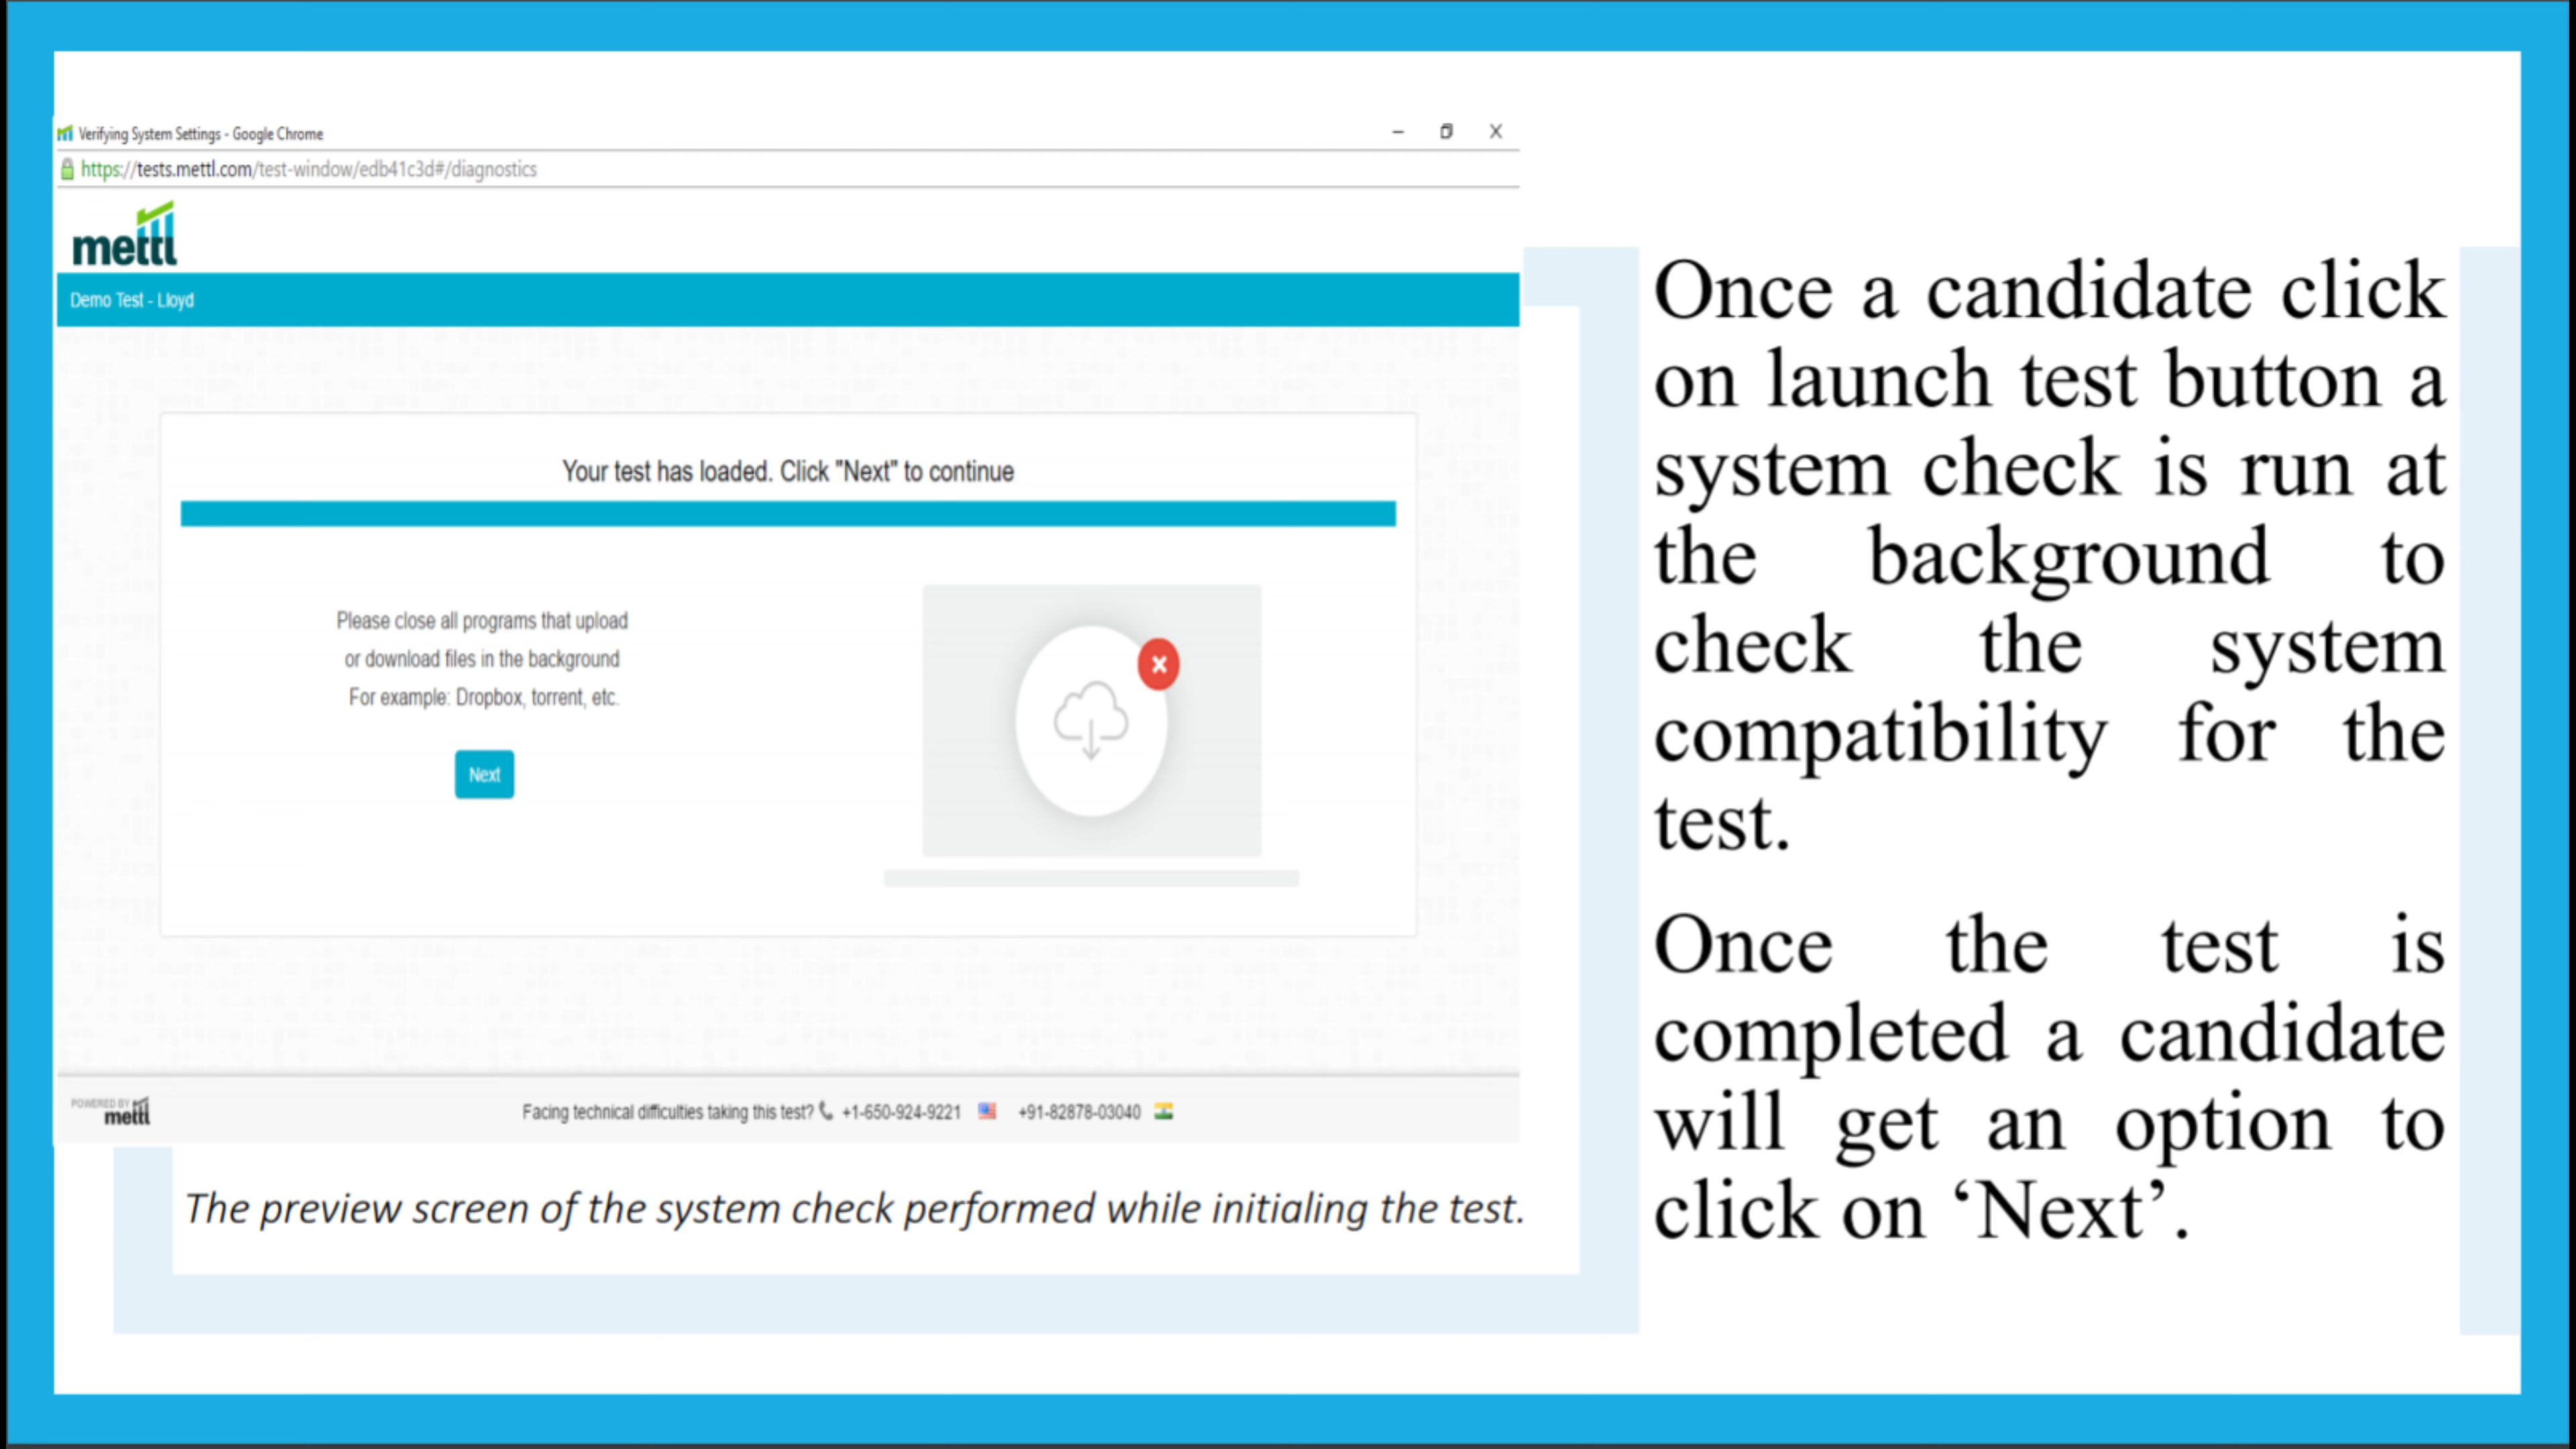 Verifying System Settings - Google Chrome
https://tests.mettl.com/test-window/edb41c3d#/diagnostics
mettl
Demo Test - Lloyd
Your test has loaded. Click "Next" to continue
Please close all programs that upload
or download files in the background
For example: Dropbox, torrent, etc.
Next
POWERED BY
mettl
Facing technical difficulties taking this test? +1-650-924-9221 +91-82878-03040
The preview screen of the system check performed while initialing the test.
Once a candidate click
on launch test button a
system check is run at
the background to
check the system
compatibility for the
test.
Once the test is
completed a candidate
will get an option to
click on ‘Next’.